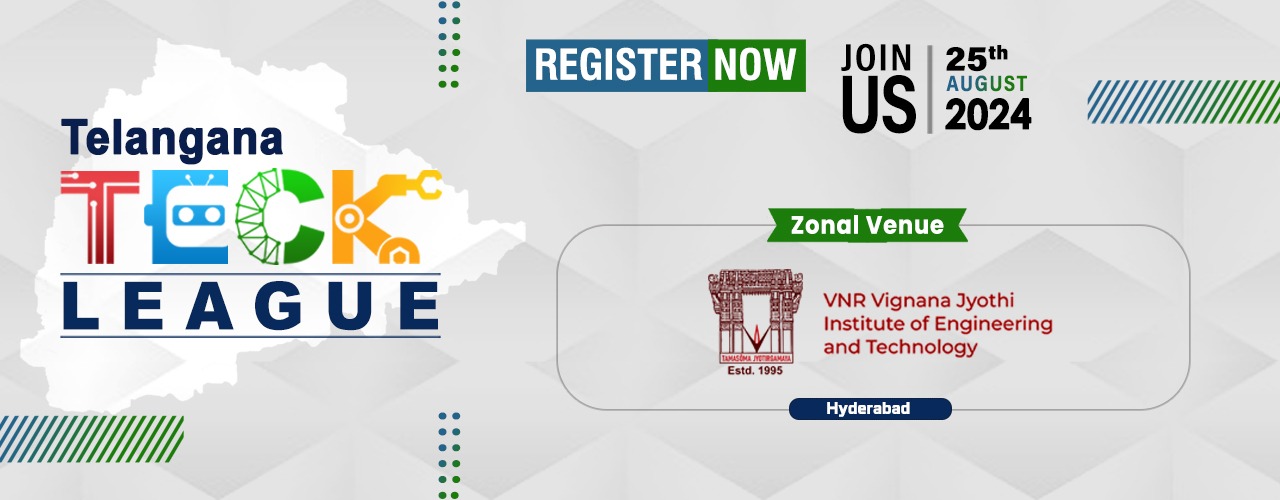 Telangana
TECK
LEAGUE
REGISTER NOW
JOIN
US
25th
AUGUST
2024
Zonal Venue
TAMASOMA JYOTIRGAMAYA
Estd. 1995
VNR Vignana Jyothi
Institute of Engineering
and Technology
Hyderabad